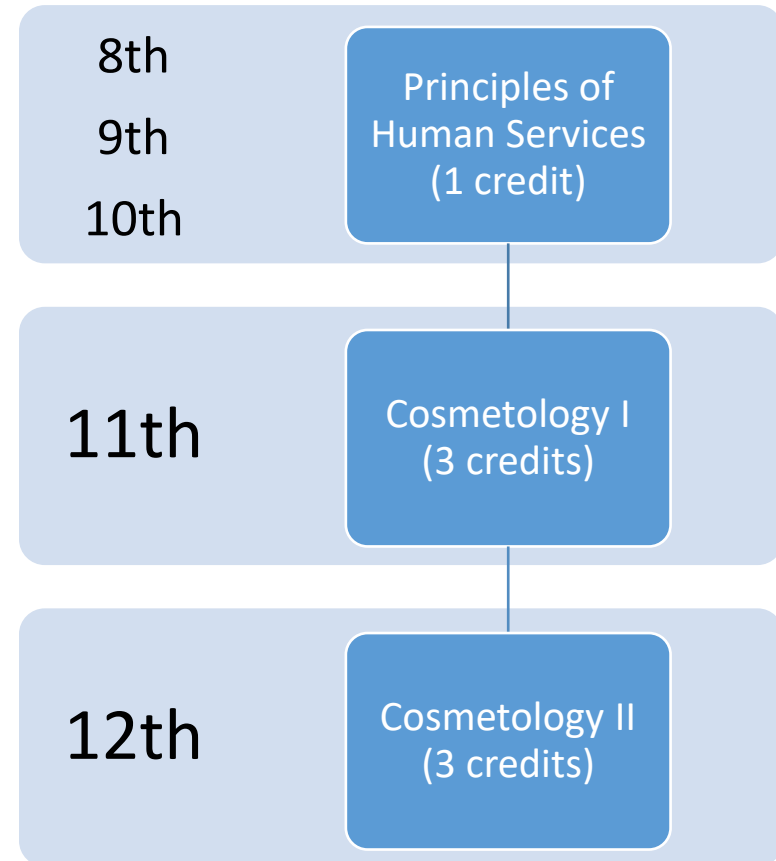 8th
9th
10th
Principles of
Human Services
(1 credit)
11th
Cosmetology I
(3 credits)
12th
Cosmetology II
(3 credits)